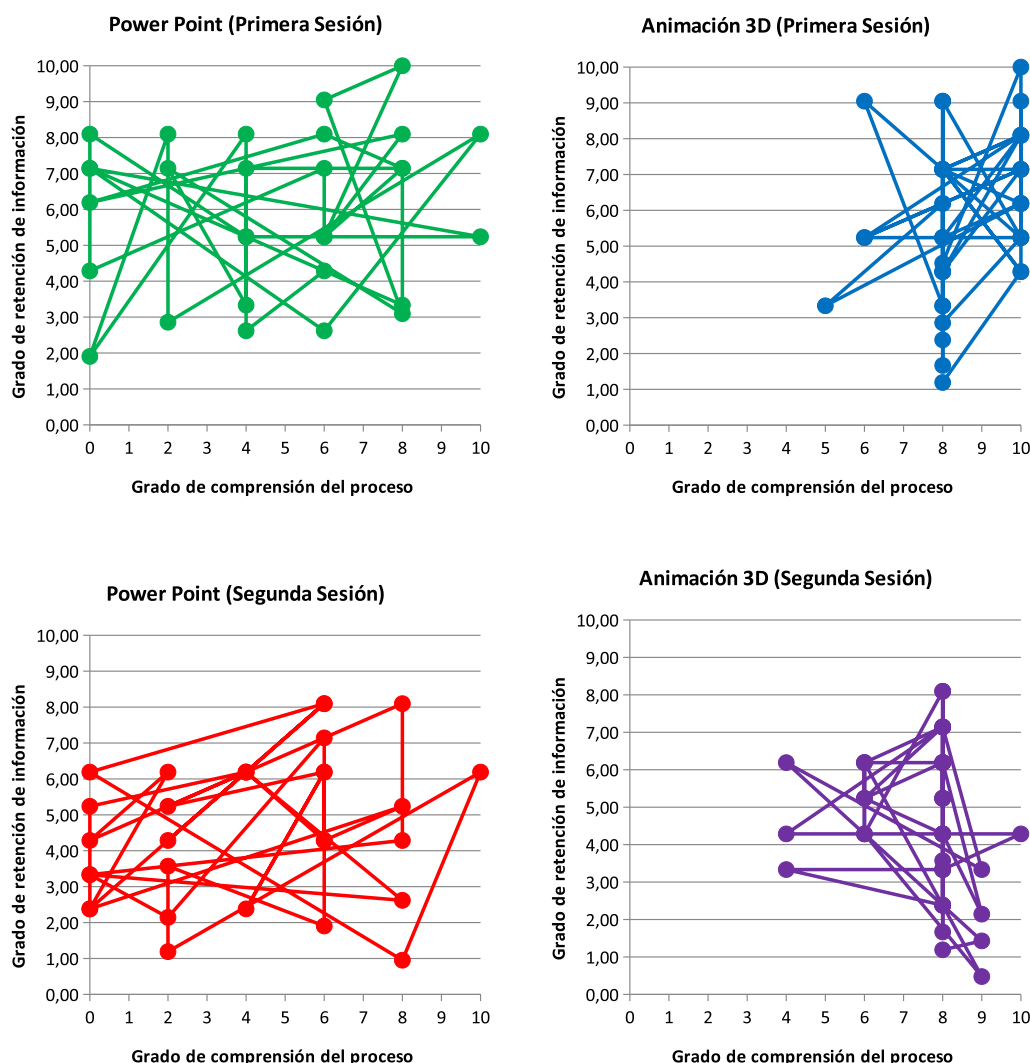 Power Point (Primera Sesión)
Grado de retención de información
10,00
9,00
8,00
7,00
6,00
5,00
4,00
3,00
2,00
1,00
0,00
0 1 2 3 4 5 6 7 8 9 10
Grado de comprensión del proceso
Animación 3D (Primera Sesión)
Grado de retención de información
10,00
9,00
8,00
7,00
6,00
5,00
4,00
3,00
2,00
1,00
0,00
0 1 2 3 4 5 6 7 8 9 10
Grado de comprensión del proceso
Power Point (Segunda Sesión)
Grado de retención de información
10,00
9,00
8,00
7,00
6,00
5,00
4,00
3,00
2,00
1,00
0,00
0 1 2 3 4 5 6 7 8 9 10
Grado de comprensión del proceso
Animación 3D (Segunda Sesión)
Grado de retención de información
10,00
9,00
8,00
7,00
6,00
5,00
4,00
3,00
2,00
1,00
0,00
0 1 2 3 4 5 6 7 8 9 10
Grado de comprensión del proceso